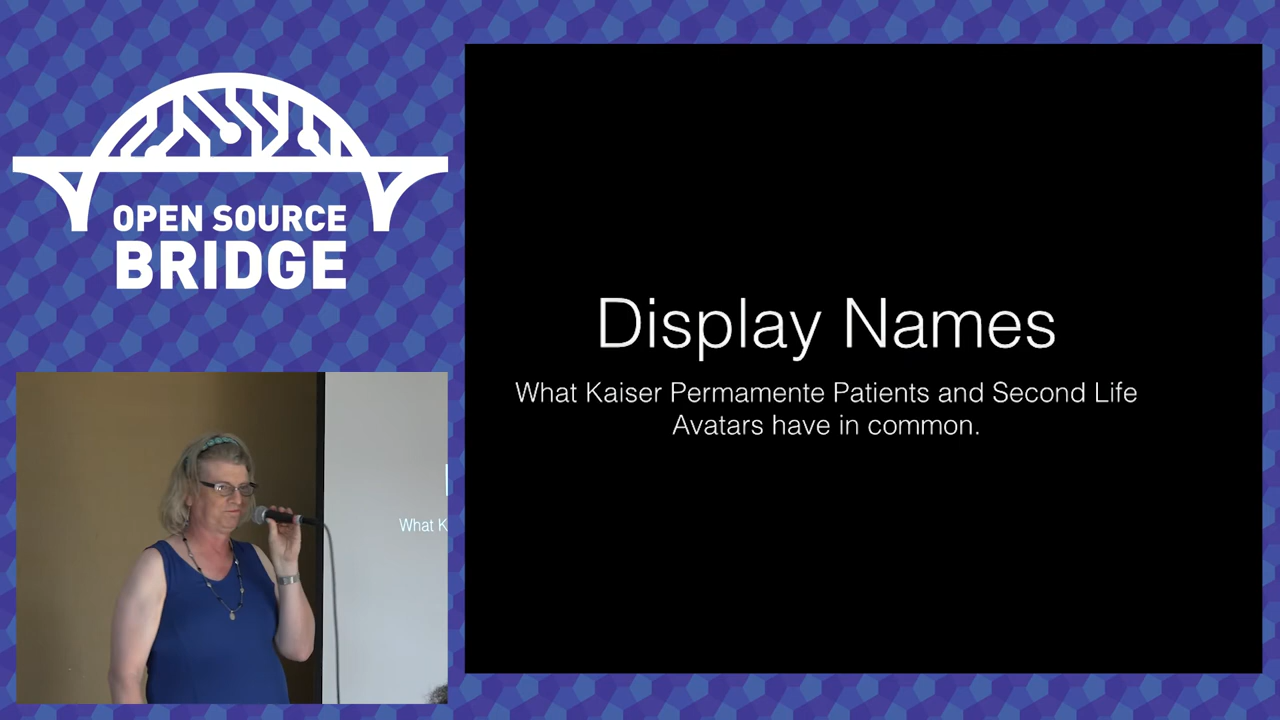 OPEN SOURCE
BRIDGE
Display Names
What Kaiser Permamente Patients and Second Life
Avatars have in common.
What K